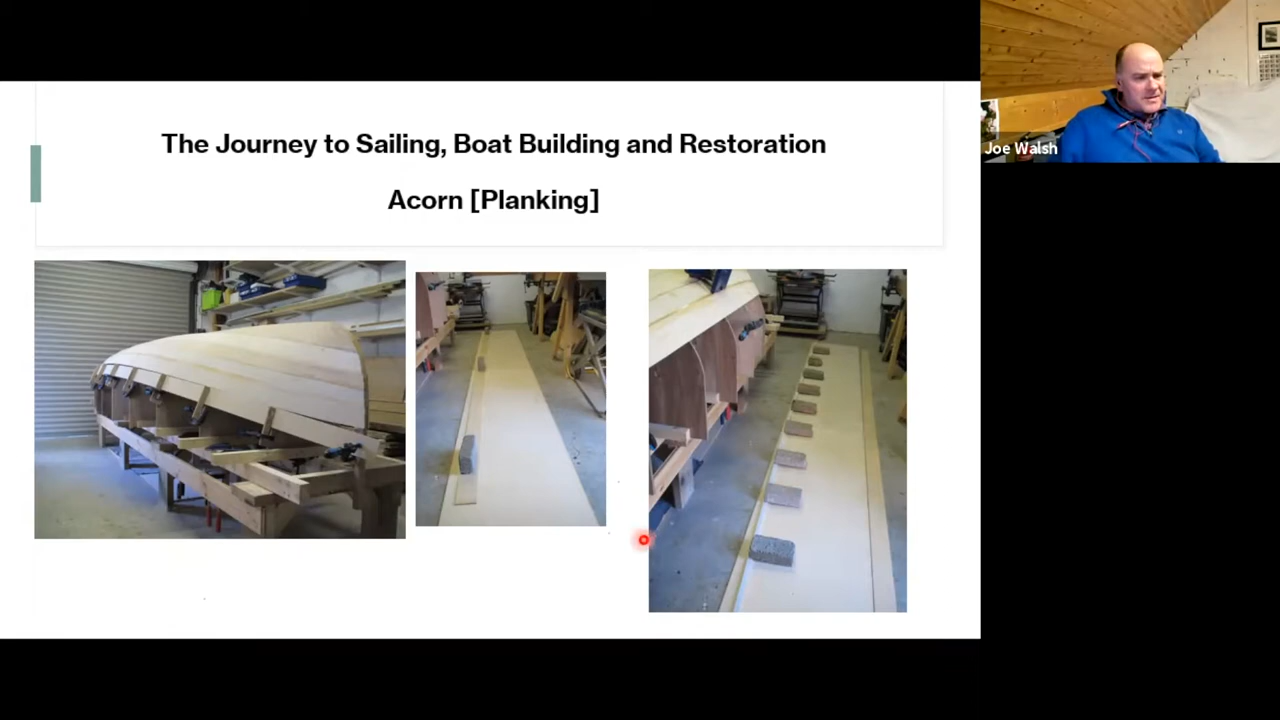 The Journey to Sailing, Boat Building and Restoration
Acorn [Planking]
Joe Walsh